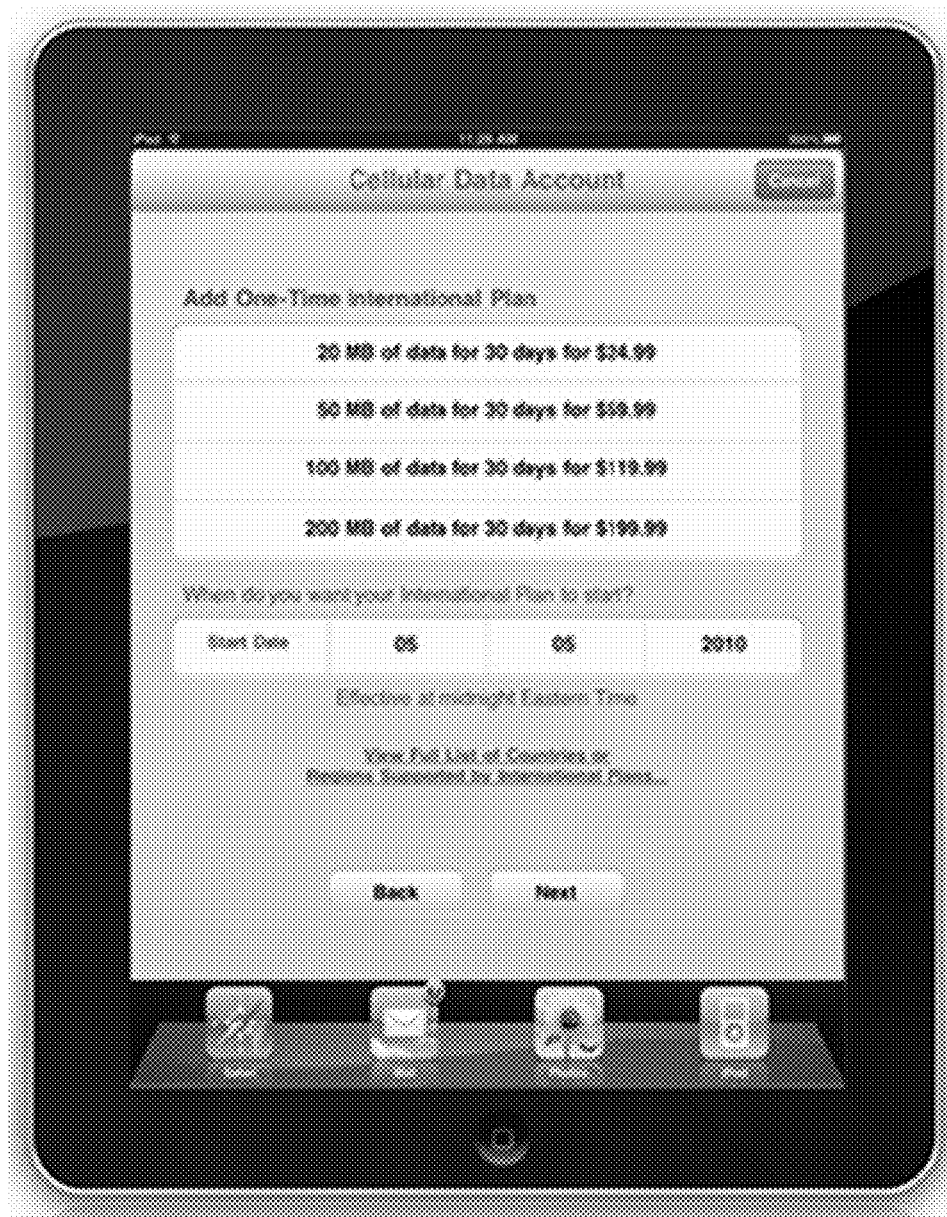 iPad
Cellular Data Account
Add One-Time International Plan
20 MB of data for 30 days for $24.99
50 MB of data for 30 days for $59.99
100 MB of data for 30 days for $119.99
200 MB of data for 30 days for $199.99
When do you want your International Plan to start?
Start Date 05 05 2010
Effective at midnight Eastern Time
View Full List of Countries or
Regions Supported by International Plans...
Back Next